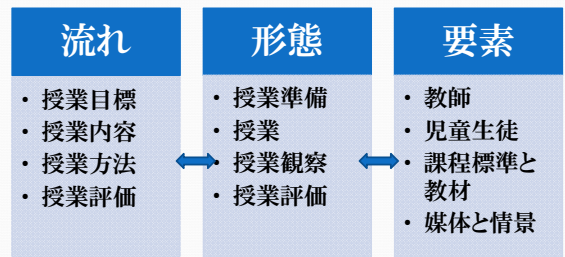 流れ
・授業目標
・授業内容
・授業方法
・授業評価
形態
・授業準備
・授業
・授業観察
・授業評価
要素
・教師
・児童生徒
・課程標準と
教材
・媒体と情景